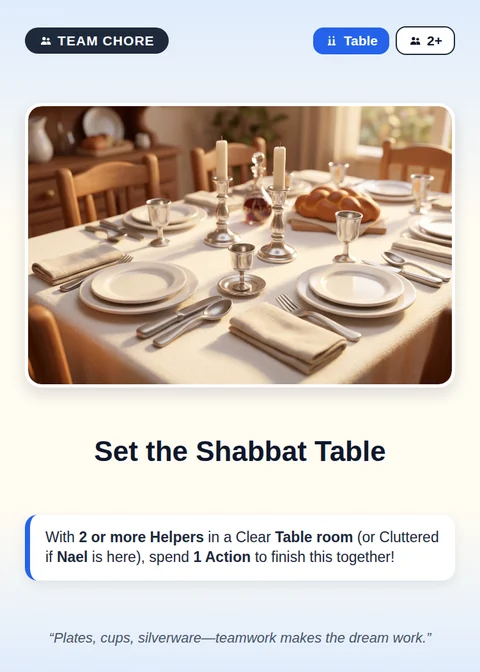 TEAM CHORE
Table
2+
Set the Shabbat Table
With 2 or more Helpers in a Clear Table room (or Cluttered
if Nael is here), spend 1 Action to finish this together!
“Plates, cups, silverware—teamwork makes the dream work.”